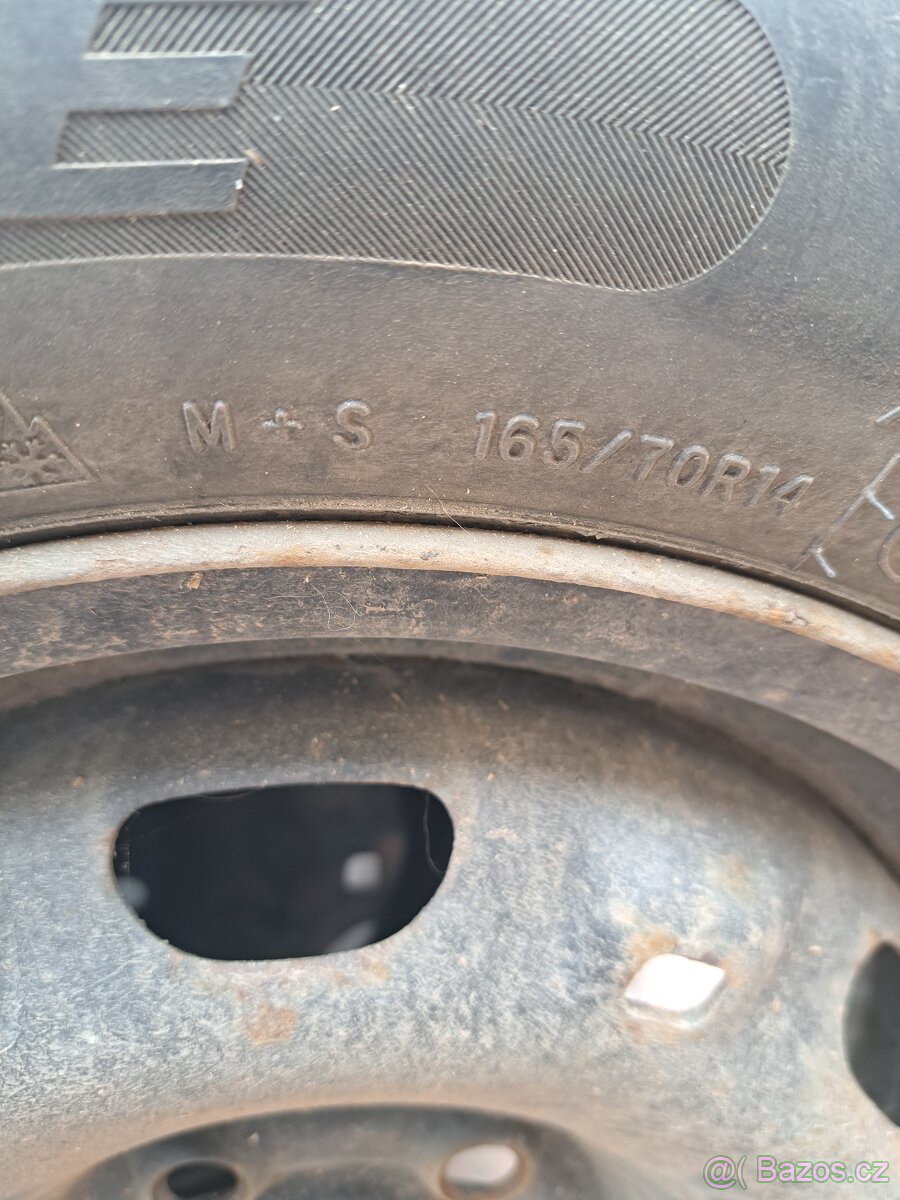 M + S 165/70R14
@( Bazos.cz